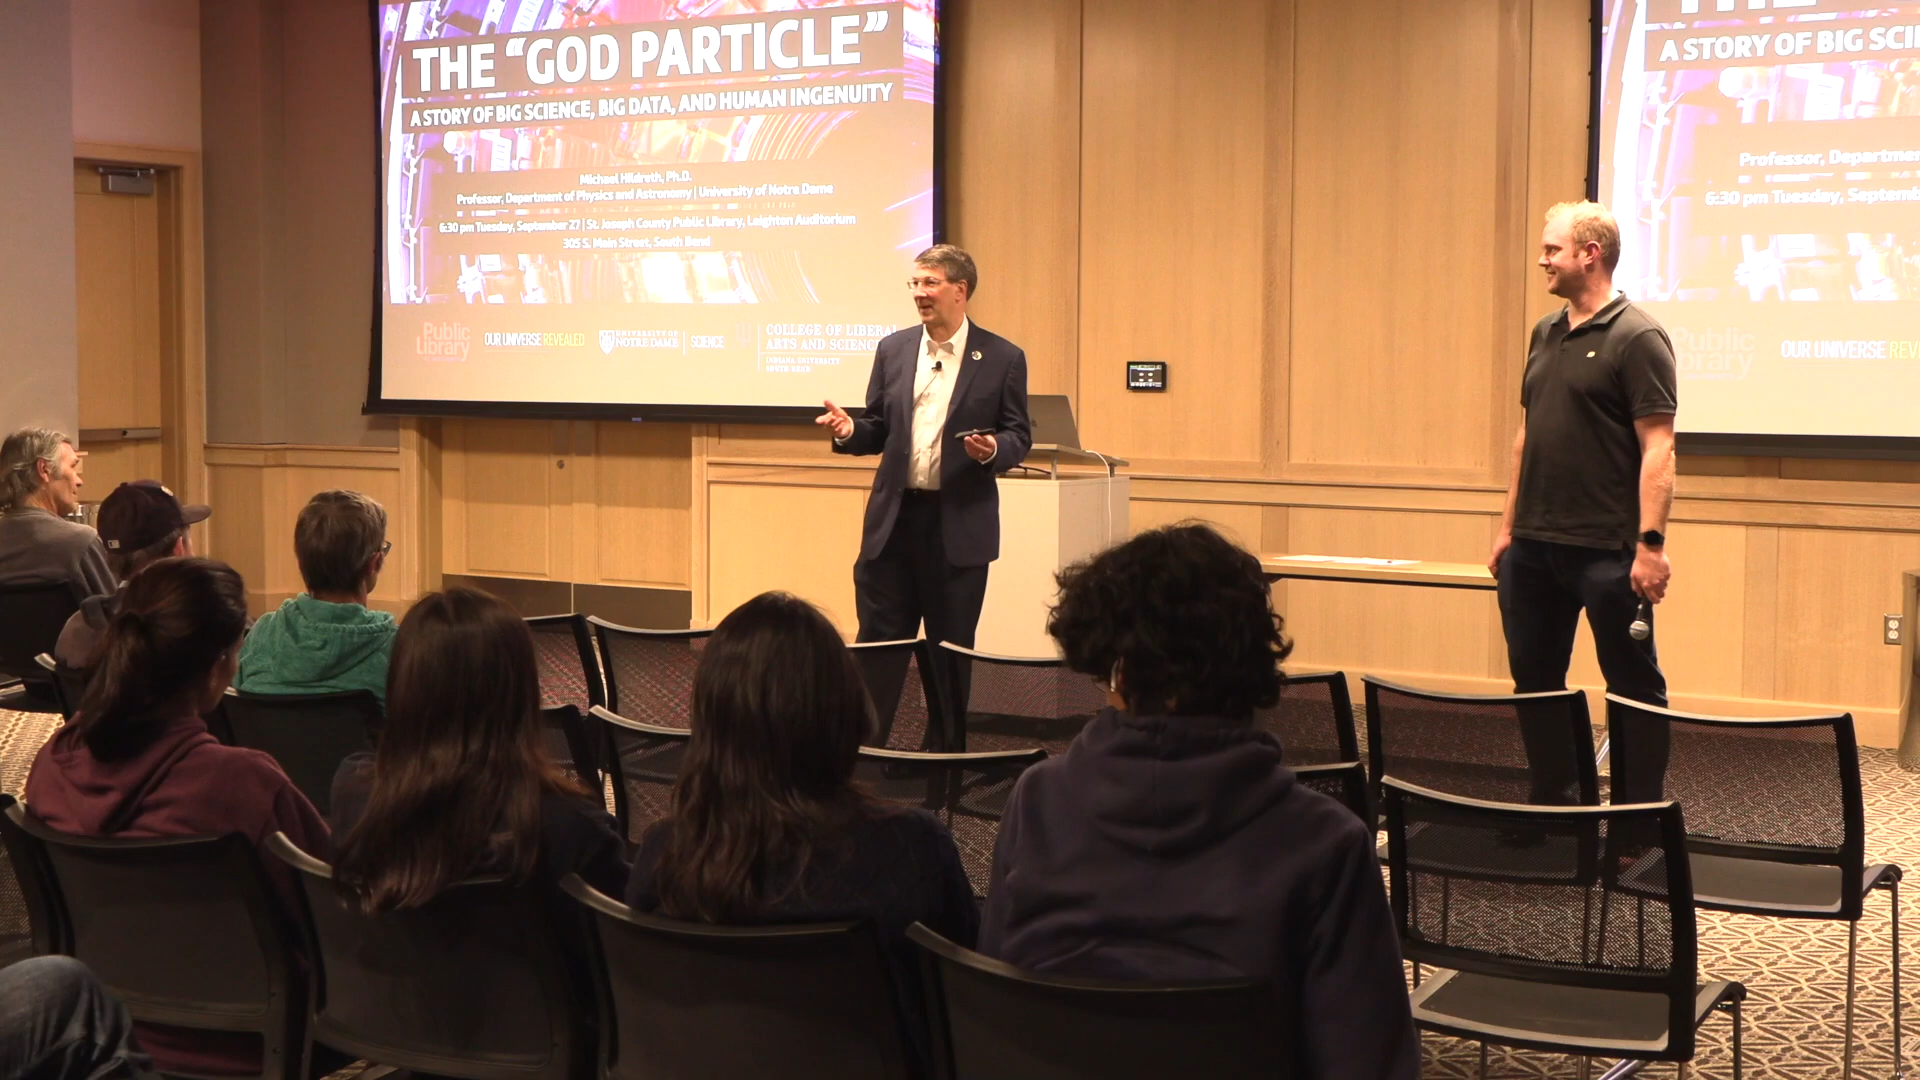 THE "GOD PARTICLE"
A STORY OF BIG SCIENCE, BIG DATA, AND HUMAN INGENUITY
Michael Hildreth, Ph.D.
Professor, Department of Physics and Astronomy | University of Notre Dame
6:30 pm Tuesday, September 27 | St. Joseph County Public Library, Leighton Auditorium
305 S. Main Street, South Bend
Public
Library
OUR UNIVERSE REVEALED
UNIVERSITY OF
NOTRE DAME
SCIENCE
COLLEGE OF LIBERAL
ARTS AND SCIENCE
INDIANA UNIVERSITY
SOUTH BEND
A STORY OF BIG SCI
Professor, Departmen
6:30 pm Tuesday, Septemb
Public
Library
OUR UNIVERSE REV